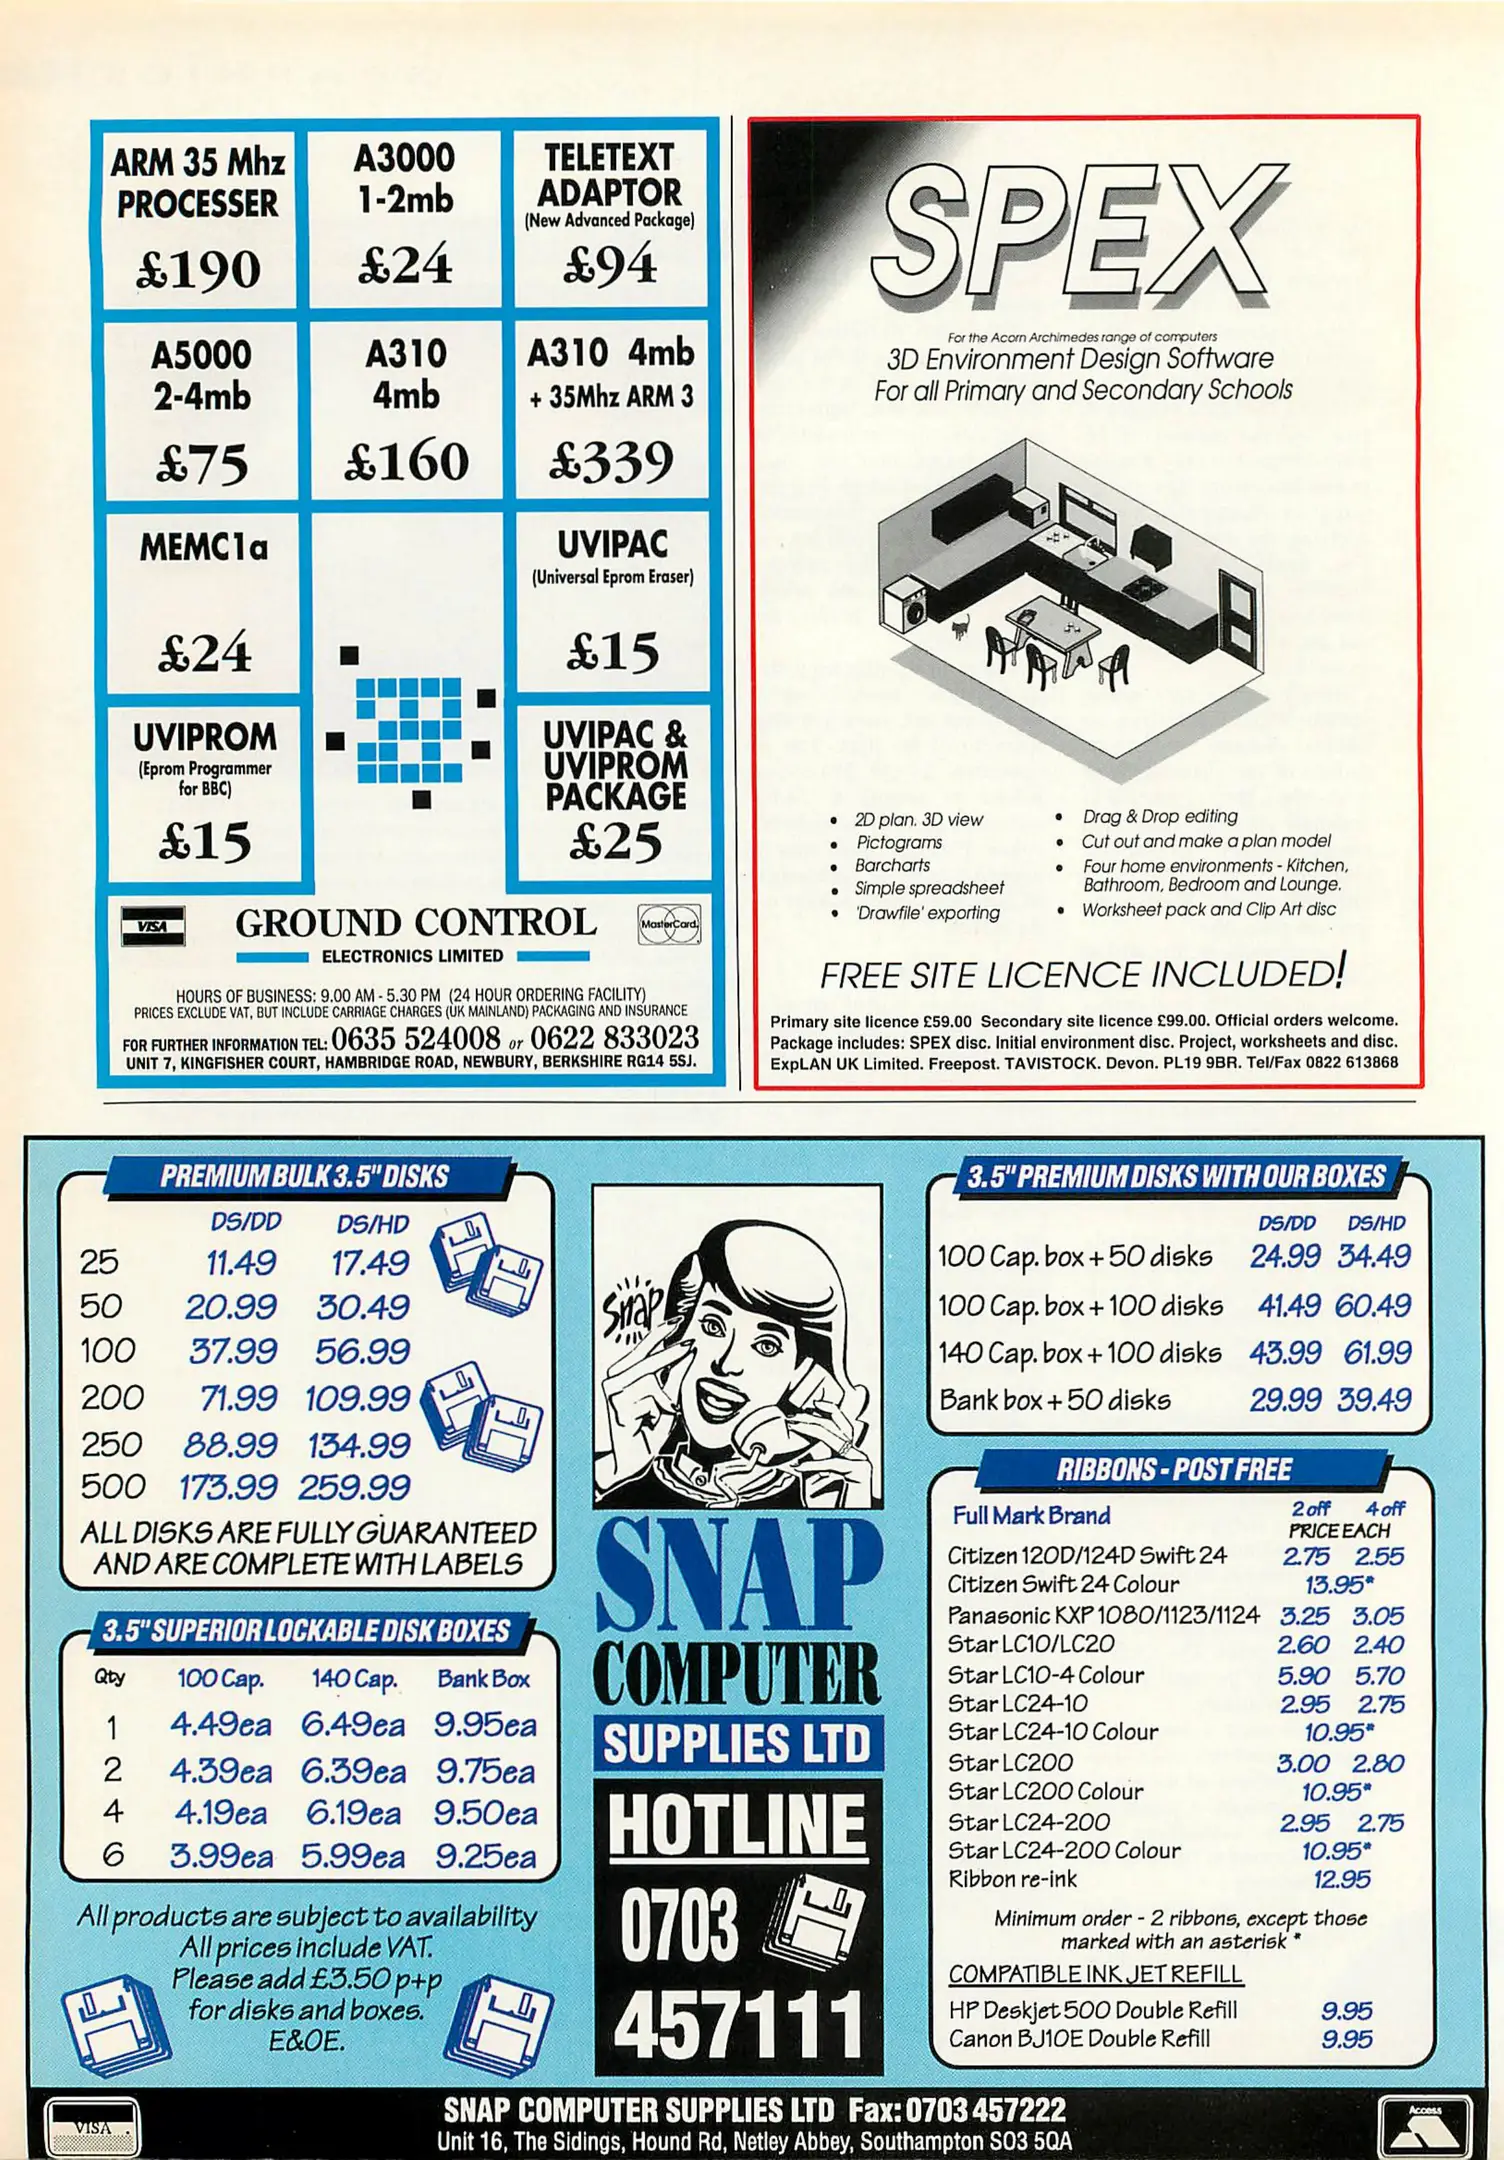 ARM 35 Mhz
PROCESSER
£190
A3000
1-2mb
£24
TELETEXT
ADAPTOR
(New Advanced Package)
£94
A5000
2-4mb
£75
A310
4mb
£160
A310 4mb
+ 35Mhz ARM 3
£339
MEMC1a
£24
UVIPAC
(Universal Eprom Eraser)
£15
UVIPROM
(Eprom Programmer
for BBC)
£15
UVIPAC &
UVIPROM
PACKAGE
£25
VISA
GROUND CONTROL
MasterCard
ELECTRONICS LIMITED
HOURS OF BUSINESS: 9.00 AM - 5.30 PM (24 HOUR ORDERING FACILITY)
PRICES EXCLUDE VAT, BUT INCLUDE CARRIAGE CHARGES (UK MAINLAND) PACKAGING AND INSURANCE
FOR FURTHER INFORMATION TEL: 0635 524008 or 0622 833023
UNIT 7, KINGFISHER COURT, HAMBRIDGE ROAD, NEWBURY, BERKSHIRE RG14 5SJ.
SPEX
For the Acorn Archimedes range of computers
3D Environment Design Software
For all Primary and Secondary Schools
• 2D plan. 3D view
• Pictograms
• Barcharts
• Simple spreadsheet
• 'Drawfile' exporting
• Drag & Drop editing
• Cut out and make a plan model
• Four home environments - Kitchen,
Bathroom, Bedroom and Lounge.
• Worksheet pack and Clip Art disc
FREE SITE LICENCE INCLUDED!
Primary site licence £59.00 Secondary site licence £99.00. Official orders welcome.
Package includes: SPEX disc. Initial environment disc. Project, worksheets and disc.
ExpLAN UK Limited. Freepost. TAVISTOCK. Devon. PL19 9BR. Tel/Fax 0822 613868
PREMIUM BULK 3.5" DISKS
DS/DD DS/HD
25 11.49 17.49
50 20.99 30.49
100 37.99 56.99
200 71.99 109.99
250 88.99 134.99
500 173.99 259.99
ALL DISKS ARE FULLY GUARANTEED
AND ARE COMPLETE WITH LABELS
3.5" SUPERIOR LOCKABLE DISK BOXES
Qty 100 Cap. 140 Cap. Bank Box
1 4.49ea 6.49ea 9.95ea
2 4.39ea 6.39ea 9.75ea
4 4.19ea 6.19ea 9.50ea
6 3.99ea 5.99ea 9.25ea
All products are subject to availability
All prices include VAT.
Please add £3.50 p+p
for disks and boxes.
E&OE.
Snap
SNAP
COMPUTER
SUPPLIES LTD
HOTLINE
0703
457111
3.5" PREMIUM DISKS WITH OUR BOXES
DS/DD DS/HD
100 Cap. box + 50 disks 24.99 34.49
100 Cap. box + 100 disks 41.49 60.49
140 Cap. box + 100 disks 43.99 61.99
Bank box + 50 disks 29.99 39.49
RIBBONS - POST FREE
Full Mark Brand 2 off 4 off
PRICE EACH
Citizen 120D/124D Swift 24 2.75 2.55
Citizen Swift 24 Colour 13.95*
Panasonic KXP 1080/1123/1124 3.25 3.05
Star LC10/LC20 2.60 2.40
Star LC10-4 Colour 5.90 5.70
Star LC24-10 2.95 2.75
Star LC24-10 Colour 10.95*
Star LC200 3.00 2.80
Star LC200 Colour 10.95*
Star LC24-200 2.95 2.75
Star LC24-200 Colour 10.95*
Ribbon re-ink 12.95
Minimum order - 2 ribbons, except those
marked with an asterisk *
COMPATIBLE INK JET REFILL
HP Deskjet 500 Double Refill 9.95
Canon BJ10E Double Refill 9.95
VISA
SNAP COMPUTER SUPPLIES LTD Fax: 0703 457222
Unit 16, The Sidings, Hound Rd, Netley Abbey, Southampton SO3 5QA
Access